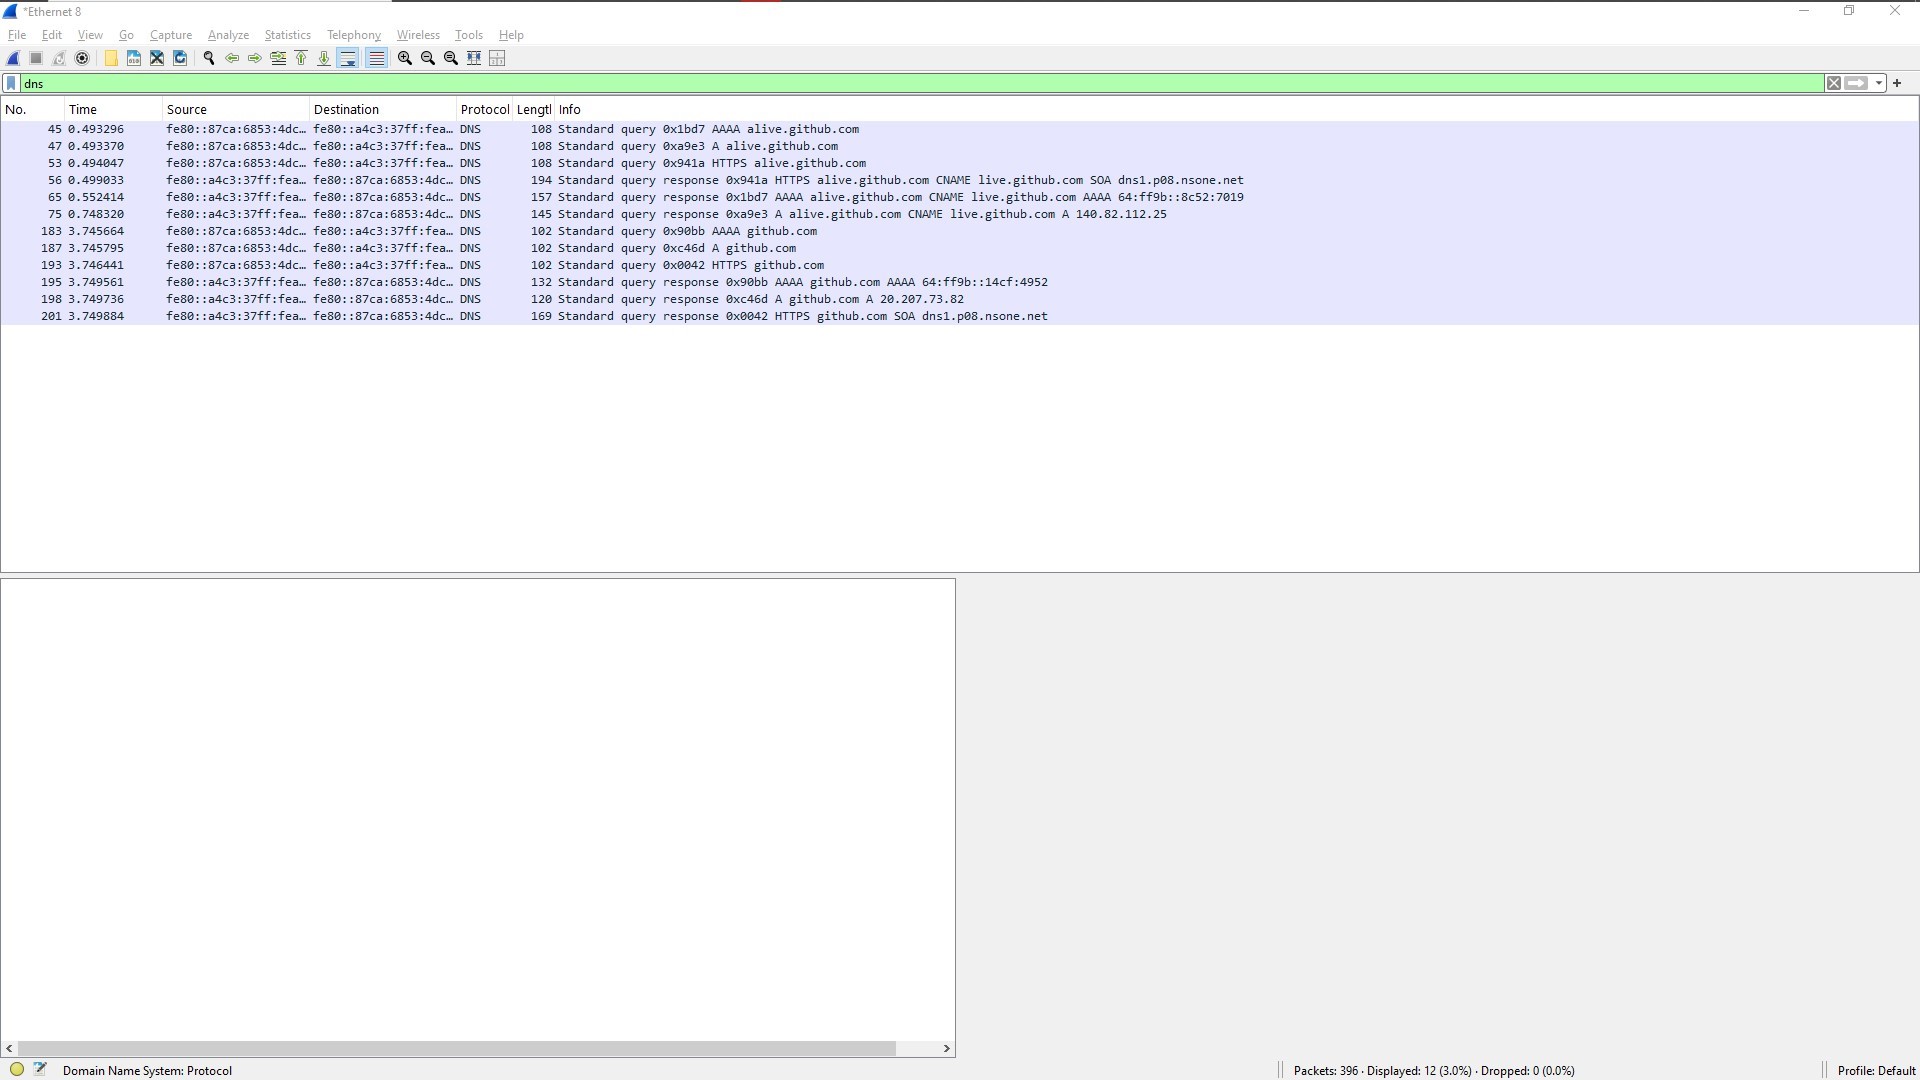 *Ethernet 8
File Edit View Go Capture Analyze Statistics Telephony Wireless Tools Help
dns
No. Time Source Destination Protocol Lengtl Info
45 0.493296 fe80::87ca:6853:4dc… fe80::a4c3:37ff:fea… DNS 108 Standard query 0x1bd7 AAAA alive.github.com
47 0.493370 fe80::87ca:6853:4dc… fe80::a4c3:37ff:fea… DNS 108 Standard query 0xa9e3 A alive.github.com
53 0.494047 fe80::87ca:6853:4dc… fe80::a4c3:37ff:fea… DNS 108 Standard query 0x941a HTTPS alive.github.com
56 0.499033 fe80::a4c3:37ff:fea… fe80::87ca:6853:4dc… DNS 194 Standard query response 0x941a HTTPS alive.github.com CNAME live.github.com SOA dns1.p08.nsone.net
65 0.552414 fe80::a4c3:37ff:fea… fe80::87ca:6853:4dc… DNS 157 Standard query response 0x1bd7 AAAA alive.github.com CNAME live.github.com AAAA 64:ff9b::8c52:7019
75 0.748320 fe80::a4c3:37ff:fea… fe80::87ca:6853:4dc… DNS 145 Standard query response 0xa9e3 A alive.github.com CNAME live.github.com A 140.82.112.25
183 3.745664 fe80::87ca:6853:4dc… fe80::a4c3:37ff:fea… DNS 102 Standard query 0x90bb AAAA github.com
187 3.745795 fe80::87ca:6853:4dc… fe80::a4c3:37ff:fea… DNS 102 Standard query 0xc46d A github.com
193 3.746441 fe80::87ca:6853:4dc… fe80::a4c3:37ff:fea… DNS 102 Standard query 0x0042 HTTPS github.com
195 3.749561 fe80::a4c3:37ff:fea… fe80::87ca:6853:4dc… DNS 132 Standard query response 0x90bb AAAA github.com AAAA 64:ff9b::14cf:4952
198 3.749736 fe80::a4c3:37ff:fea… fe80::87ca:6853:4dc… DNS 120 Standard query response 0xc46d A github.com A 20.207.73.82
201 3.749884 fe80::a4c3:37ff:fea… fe80::87ca:6853:4dc… DNS 169 Standard query response 0x0042 HTTPS github.com SOA dns1.p08.nsone.net
Domain Name System: Protocol
Packets: 396 · Displayed: 12 (3.0%) · Dropped: 0 (0.0%)
Profile: Default